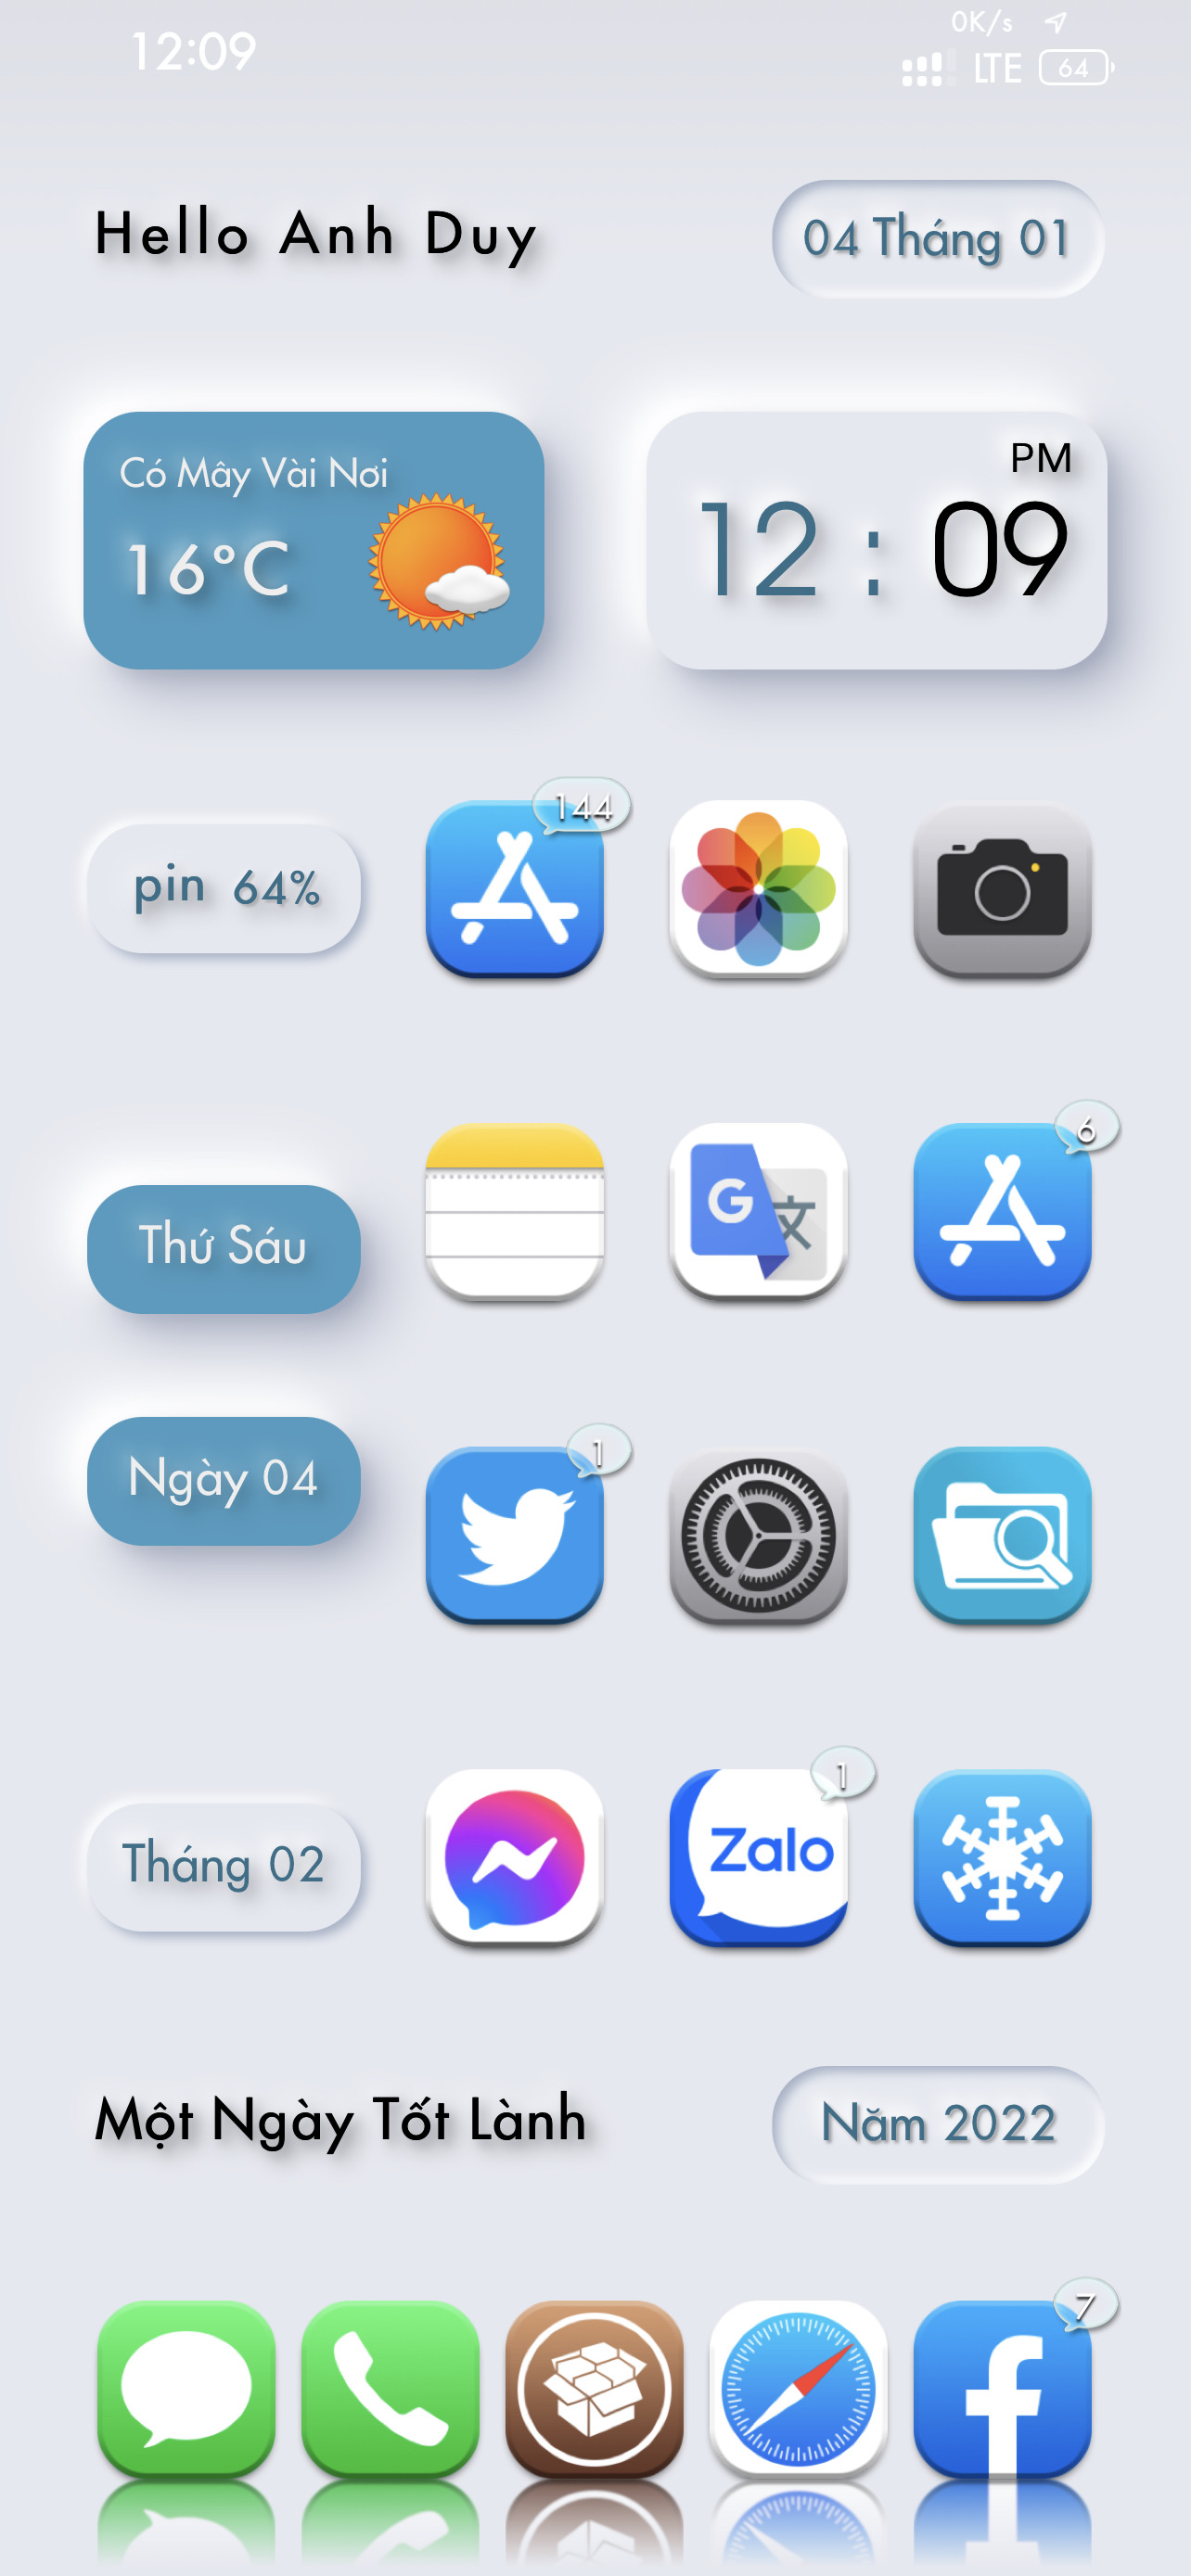 0K/s
12:09
LTE 64
Hello Anh Duy
04 Tháng 01
Có Mây Vài Nơi
16°C
PM
12 : 09
144
pin 64%
6
G 文
Thứ Sáu
1
Ngày 04
1
Zalo
Tháng 02
Một Ngày Tốt Lành
Năm 2022
7